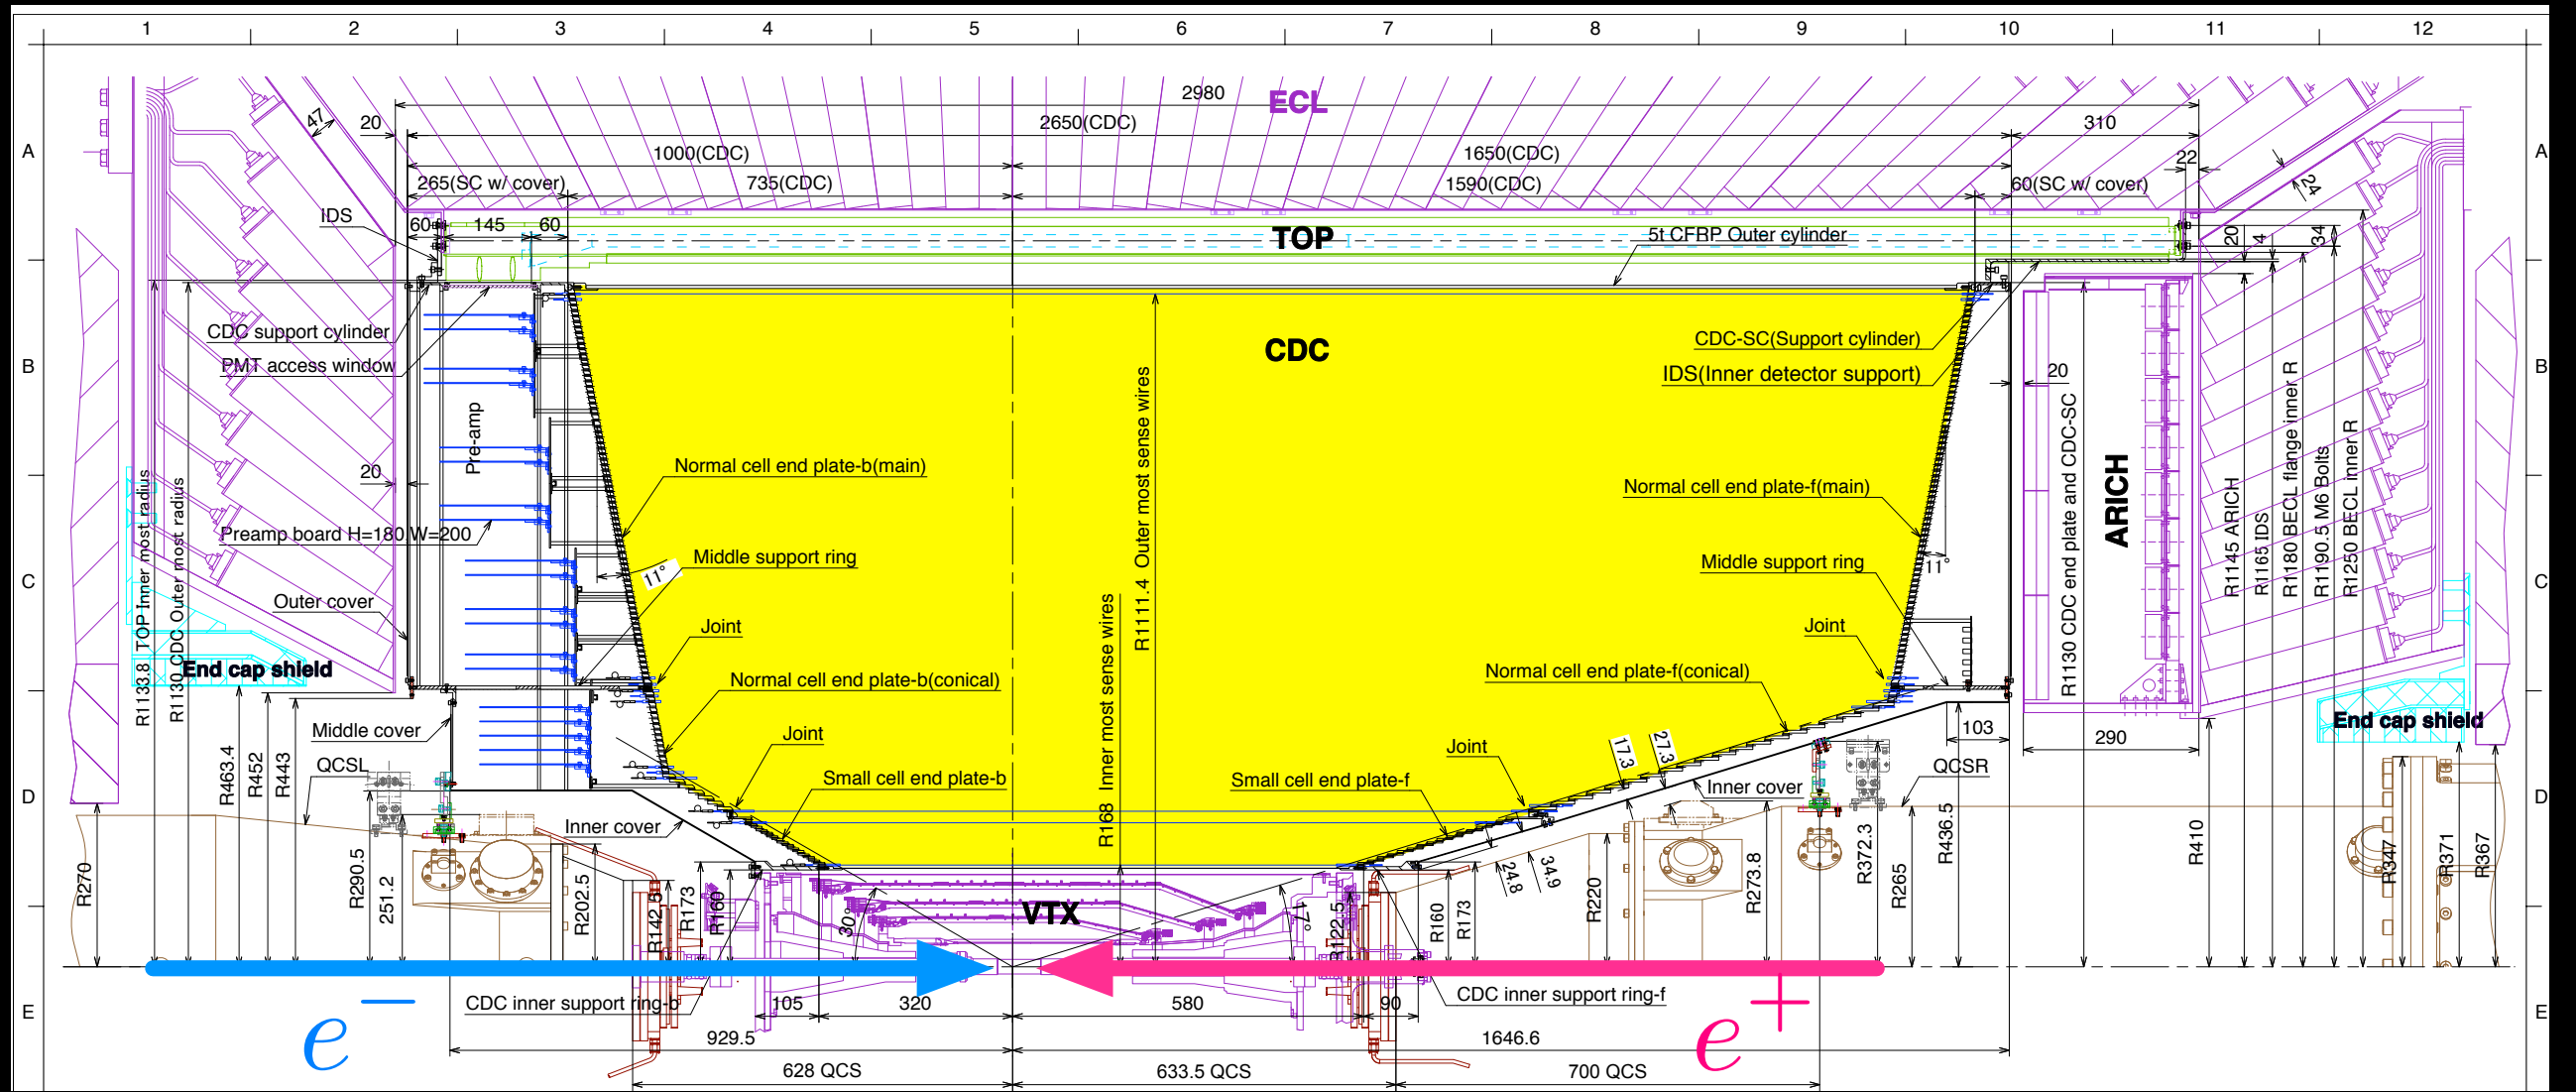 1 2 3 4 5 6 7 8 9 10 11 12
2980
ECL
47
20
2650(CDC)
310
A
A
1000(CDC)
1650(CDC)
22
265(SC w/ cover)
735(CDC)
1590(CDC)
60(SC w/ cover)
24
IDS
60
145
60
TOP
5t CFRP Outer cylinder
20
4
34
CDC support cylinder
CDC
CDC-SC(Support cylinder)
B
PMT access window
IDS(Inner detector support)
20
B
Pre-amp
Normal cell end plate-b(main)
20
Normal cell end plate-f(main)
ARICH
Preamp board H=180 W=200
Middle support ring
Middle support ring
C
11°
11°
C
Outer cover
Joint
Joint
R1133.8 TOP Inner most radius
R1130 CDC Outer most radius
R1111.4 Outer most sense wires
R168 Inner most sense wires
R1130 CDC end plate and CDC-SC
R1145 ARICH
R1165 IDS
R1180 BECL flange inner R
R1190.5 M6 Bolts
R1250 BECL inner R
End cap shield
Normal cell end plate-b(conical)
Normal cell end plate-f(conical)
End cap shield
Middle cover
Joint
Joint
17.3
27.3
103
290
QCSL
Small cell end plate-b
Small cell end plate-f
Inner cover
QCSR
D
D
R463.4
R452
R443
Inner cover
R270
R290.5
251.2
R202.5
R142.5
R173
R160
30°
VTX
17°
R122.5
R160
R173
24.8
34.9
R220
R273.8
R372.3
R265
R436.5
R410
R347
R371
R367
E
CDC inner support ring-b
105
320
580
90
CDC inner support ring-f
E
e−
e+
929.5
1646.6
628 QCS
633.5 QCS
700 QCS